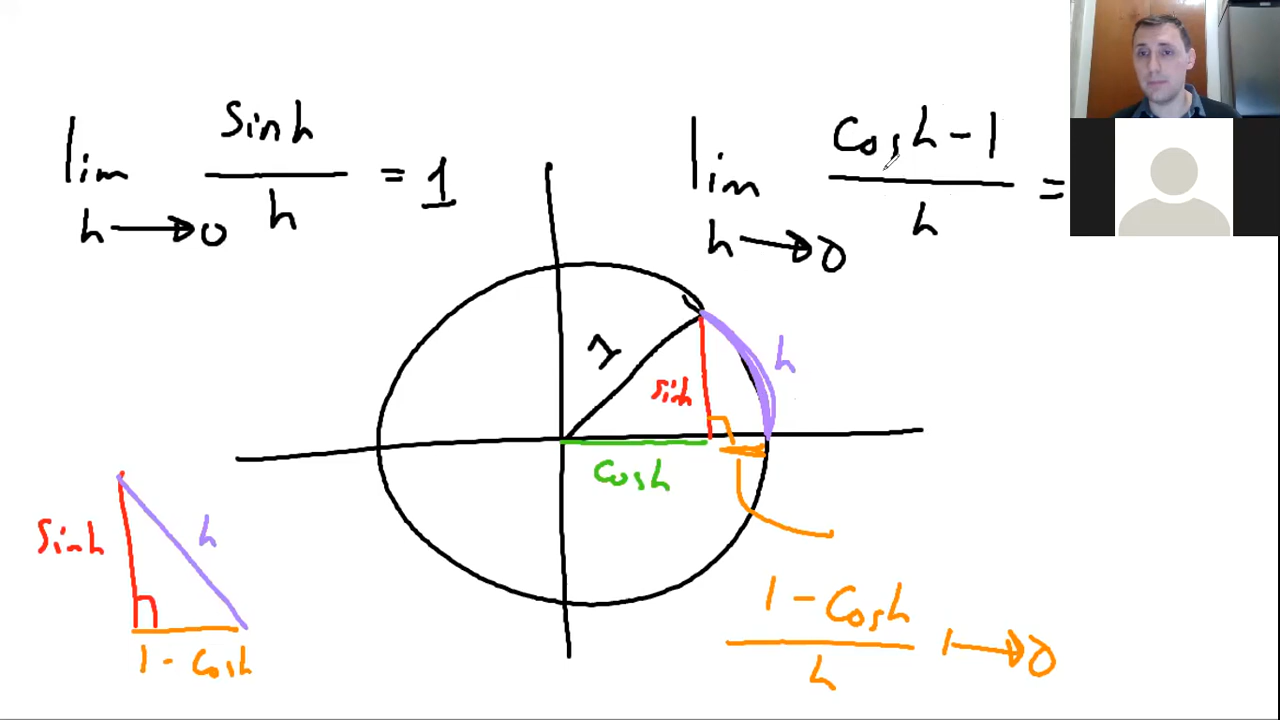 lim h→0 sinh/h = 1
lim h→0 cosh-1/h =
1
sinh
h
cosh
sinh
h
1-cosh
1-cosh/h ↦ 0